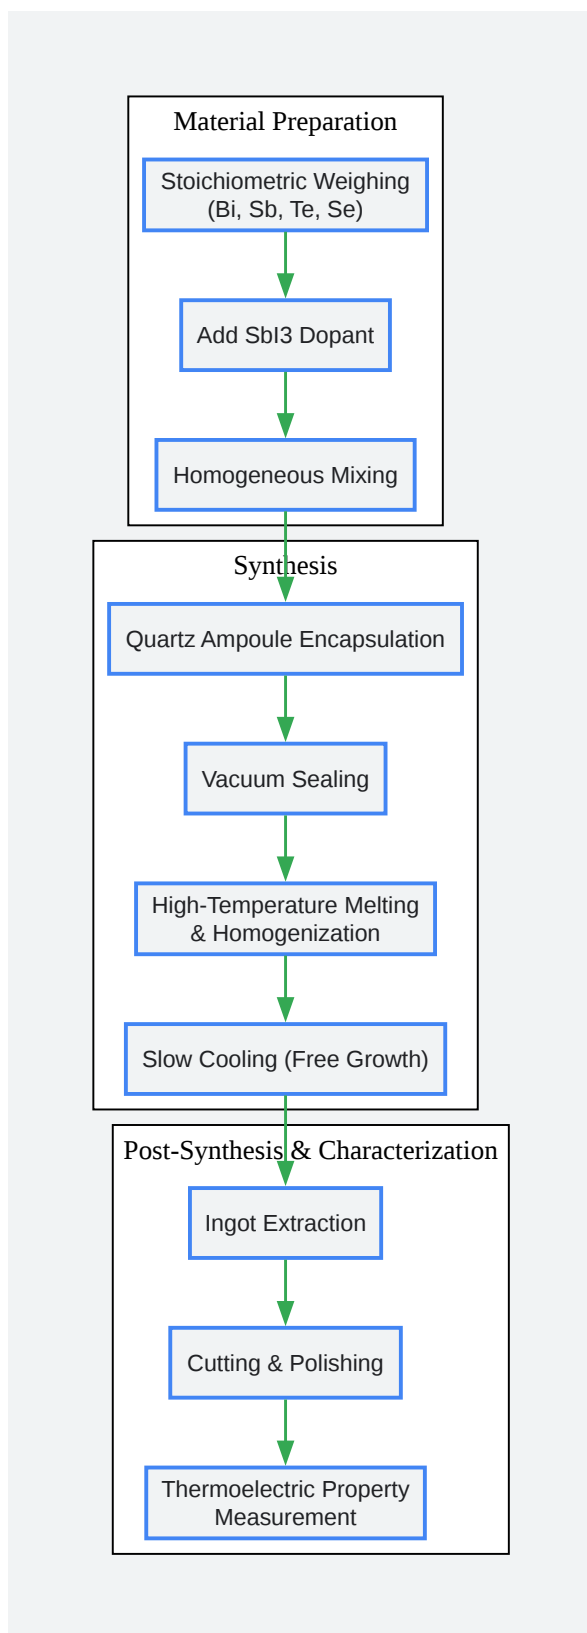 Material Preparation
Stoichiometric Weighing
(Bi, Sb, Te, Se)
Add SbI3 Dopant
Homogeneous Mixing
Synthesis
Quartz Ampoule Encapsulation
Vacuum Sealing
High-Temperature Melting
& Homogenization
Slow Cooling (Free Growth)
Post-Synthesis & Characterization
Ingot Extraction
Cutting & Polishing
Thermoelectric Property
Measurement